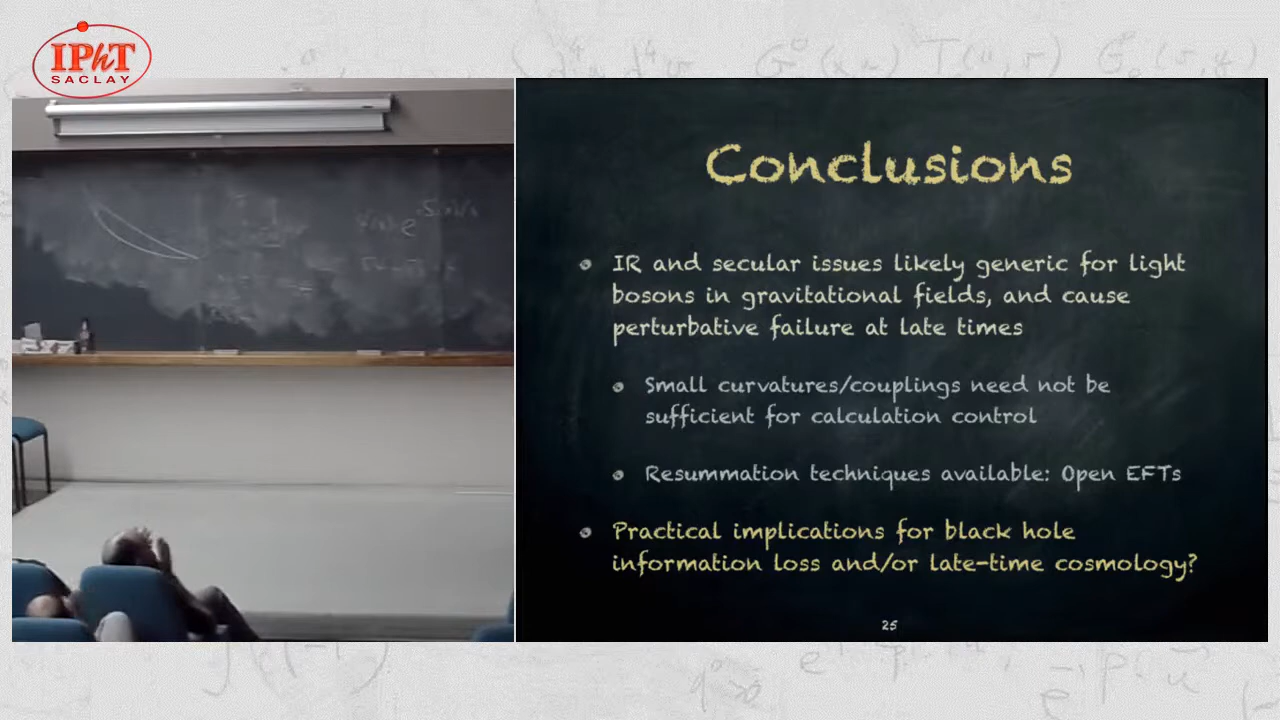 IPhT
SACLAY
Conclusions
IR and secular issues likely generic for light
bosons in gravitational fields, and cause
perturbative failure at late times
Small curvatures/couplings need not be
sufficient for calculation control
Resummation techniques available: Open EFTs
Practical implications for black hole
information loss and/or late-time cosmology?
25